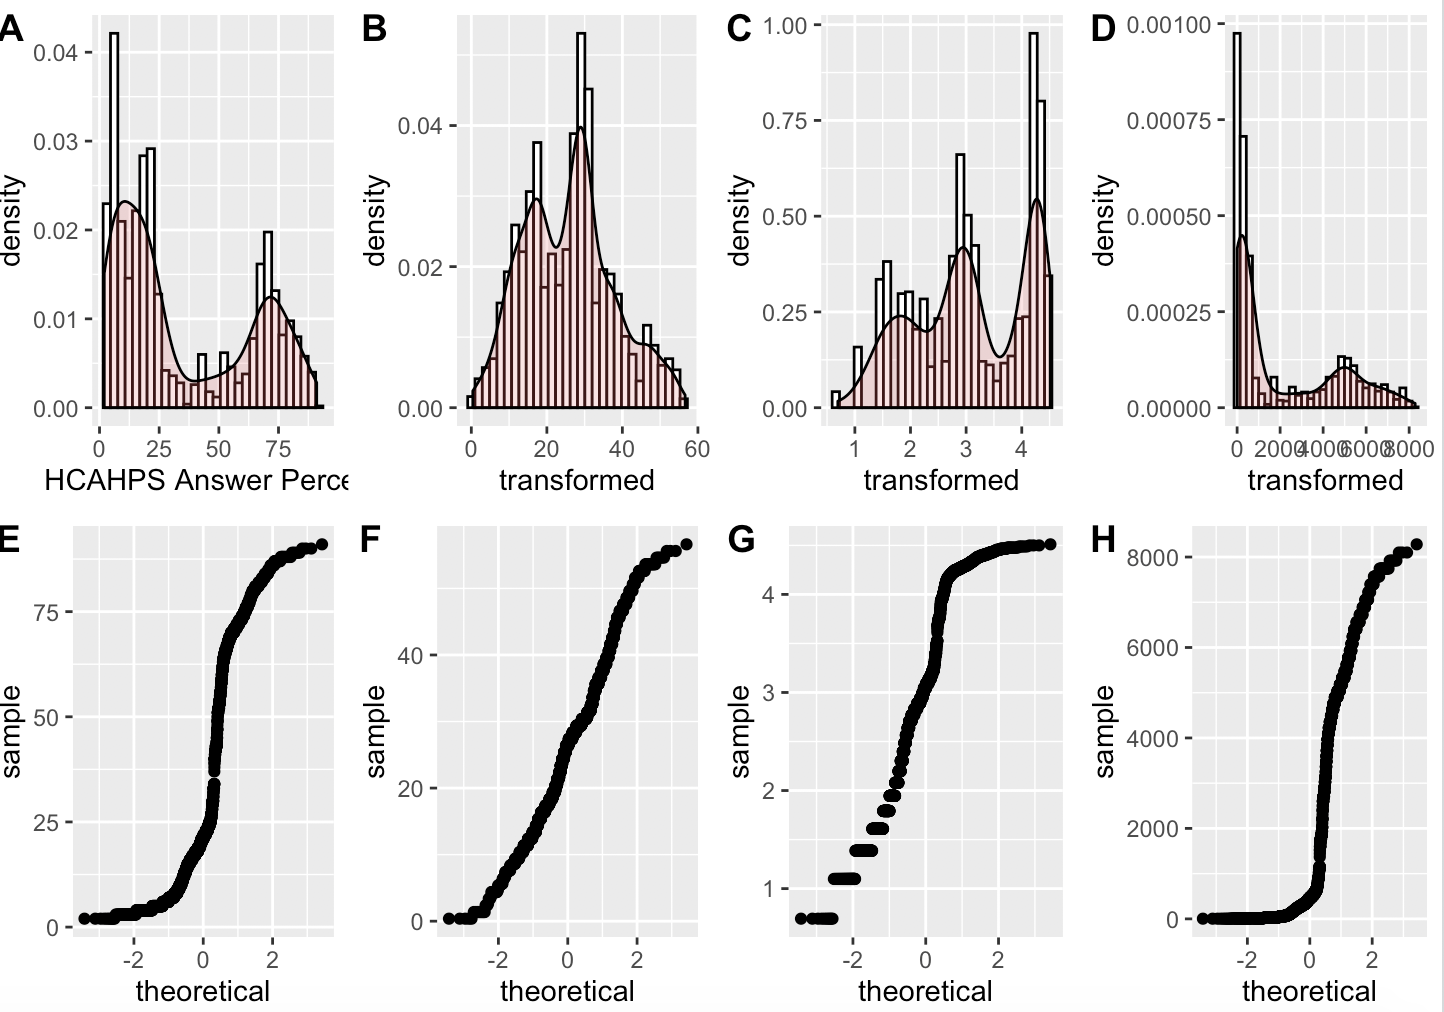 A
density
0.04
0.03
0.02
0.01
0.00
0 25 50 75
HCAHPS Answer Perce
B
density
0.04
0.02
0.00
0 20 40 60
transformed
C
density
1.00
0.75
0.50
0.25
0.00
1 2 3 4
transformed
D
density
0.00100
0.00075
0.00050
0.00025
0.00000
0 2000 4000 6000 8000
transformed
E
sample
75
50
25
0
-2 0 2
theoretical
F
sample
40
20
0
-2 0 2
theoretical
G
sample
4
3
2
1
-2 0 2
theoretical
H
sample
8000
6000
4000
2000
0
-2 0 2
theoretical